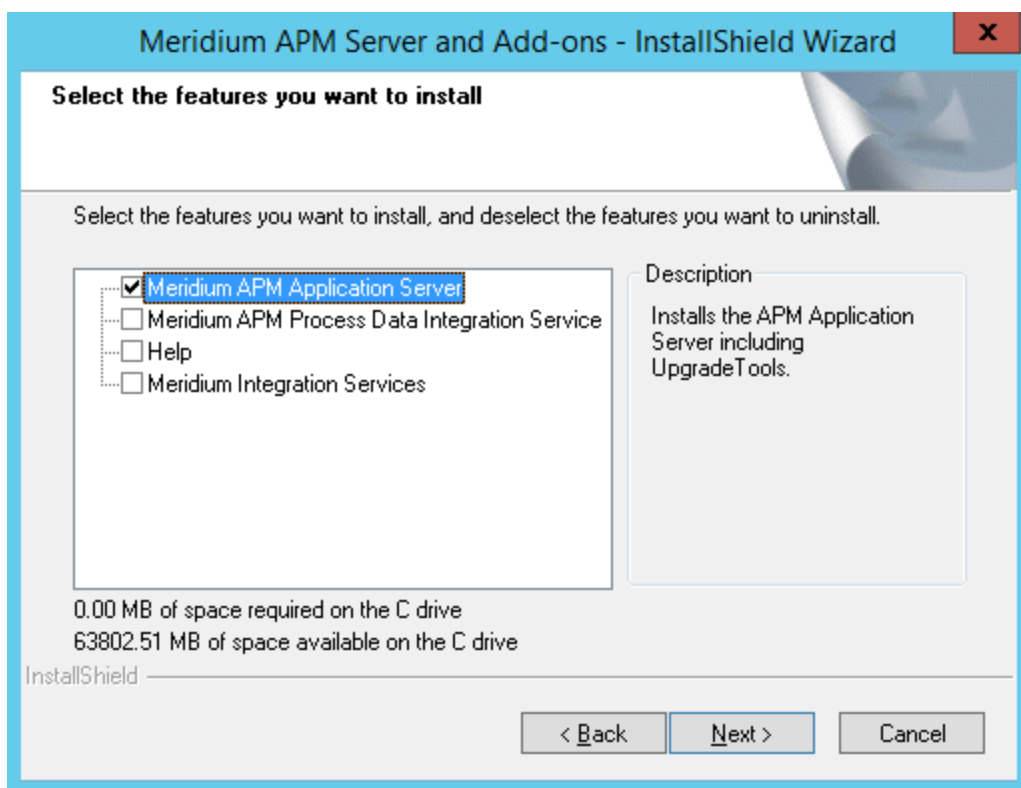 Meridium APM Server and Add-ons - InstallShield Wizard
x
Select the features you want to install
Select the features you want to install, and deselect the features you want to uninstall.
Meridium APM Application Server
Meridium APM Process Data Integration Service
Help
Meridium Integration Services
Description
Installs the APM Application
Server including
UpgradeTools.
0.00 MB of space required on the C drive
63802.51 MB of space available on the C drive
InstallShield
< Back
Next >
Cancel